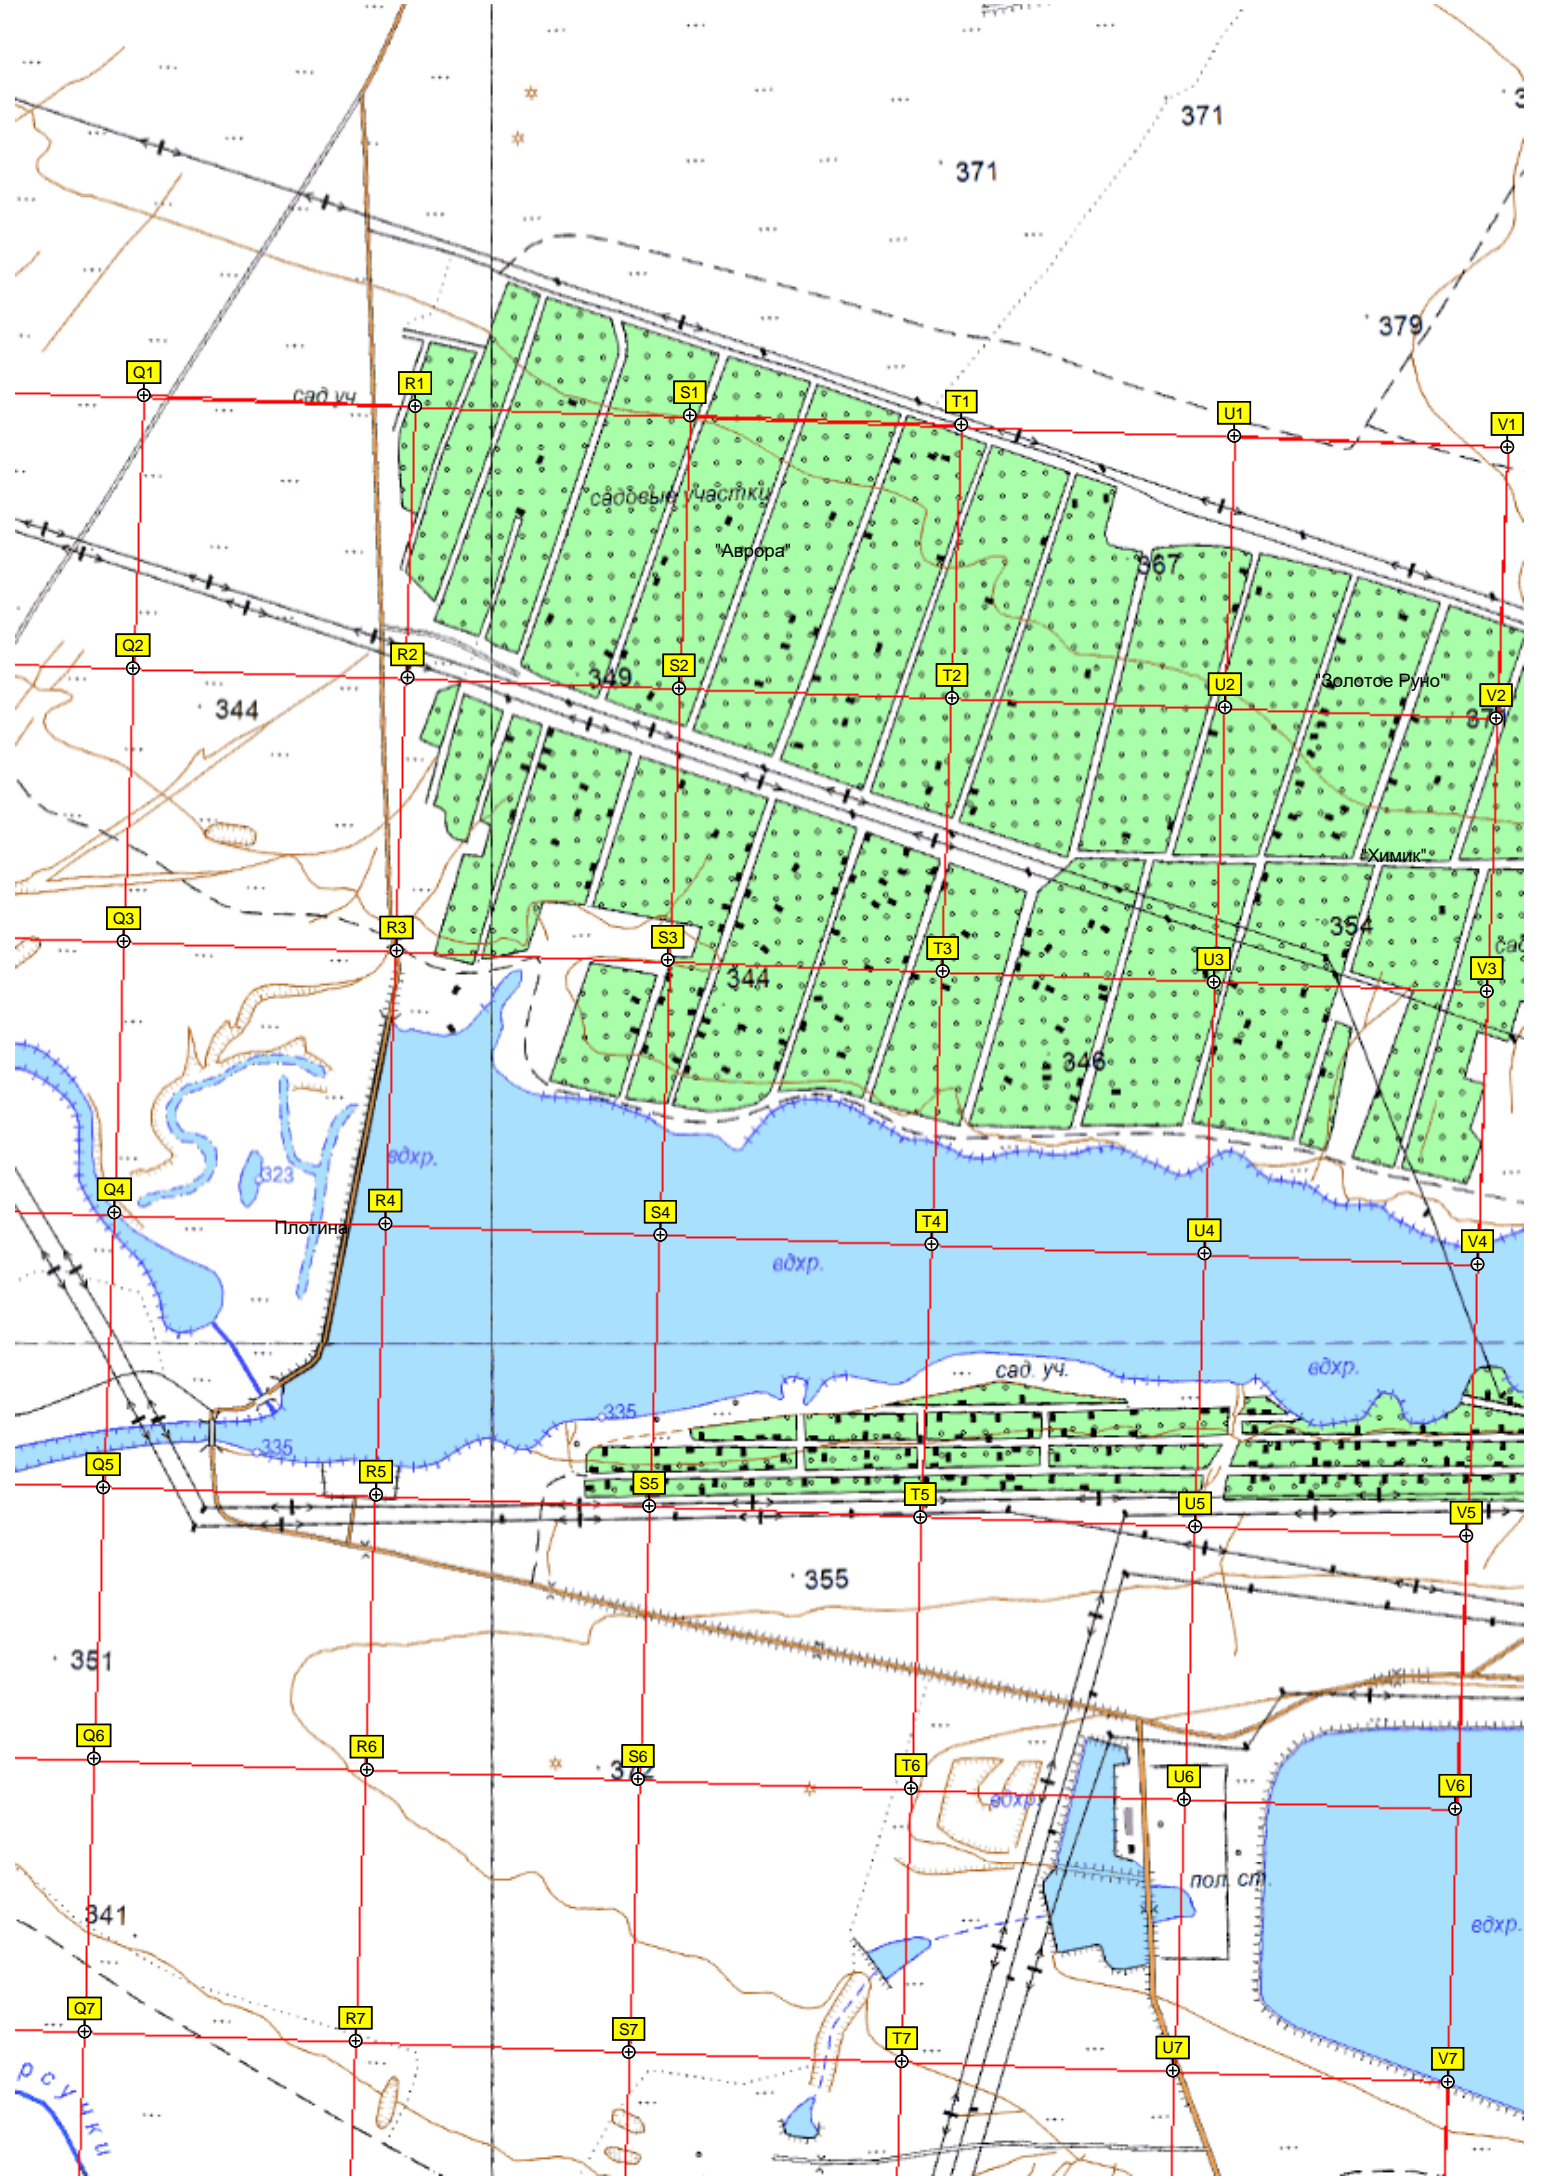 371
371
379
Q1
R1
сад уч.
S1
T1
U1
V1
садовые участки
"Аврора"
367
Q2
R2
349
S2
T2
U2
"Золотое Руно"
V2
344
"Химик"
Q3
R3
S3
T3
U3
V3
354
344
346
вдхр.
323
Q4
R4
S4
T4
U4
V4
Плотина
вдхр.
сад. уч.
вдхр.
335
335
Q5
R5
S5
T5
U5
V5
355
351
Q6
R6
S6
T6
U6
V6
372
вдхр.
пол. ст.
341
вдхр.
Q7
R7
S7
T7
U7
V7
рсучки